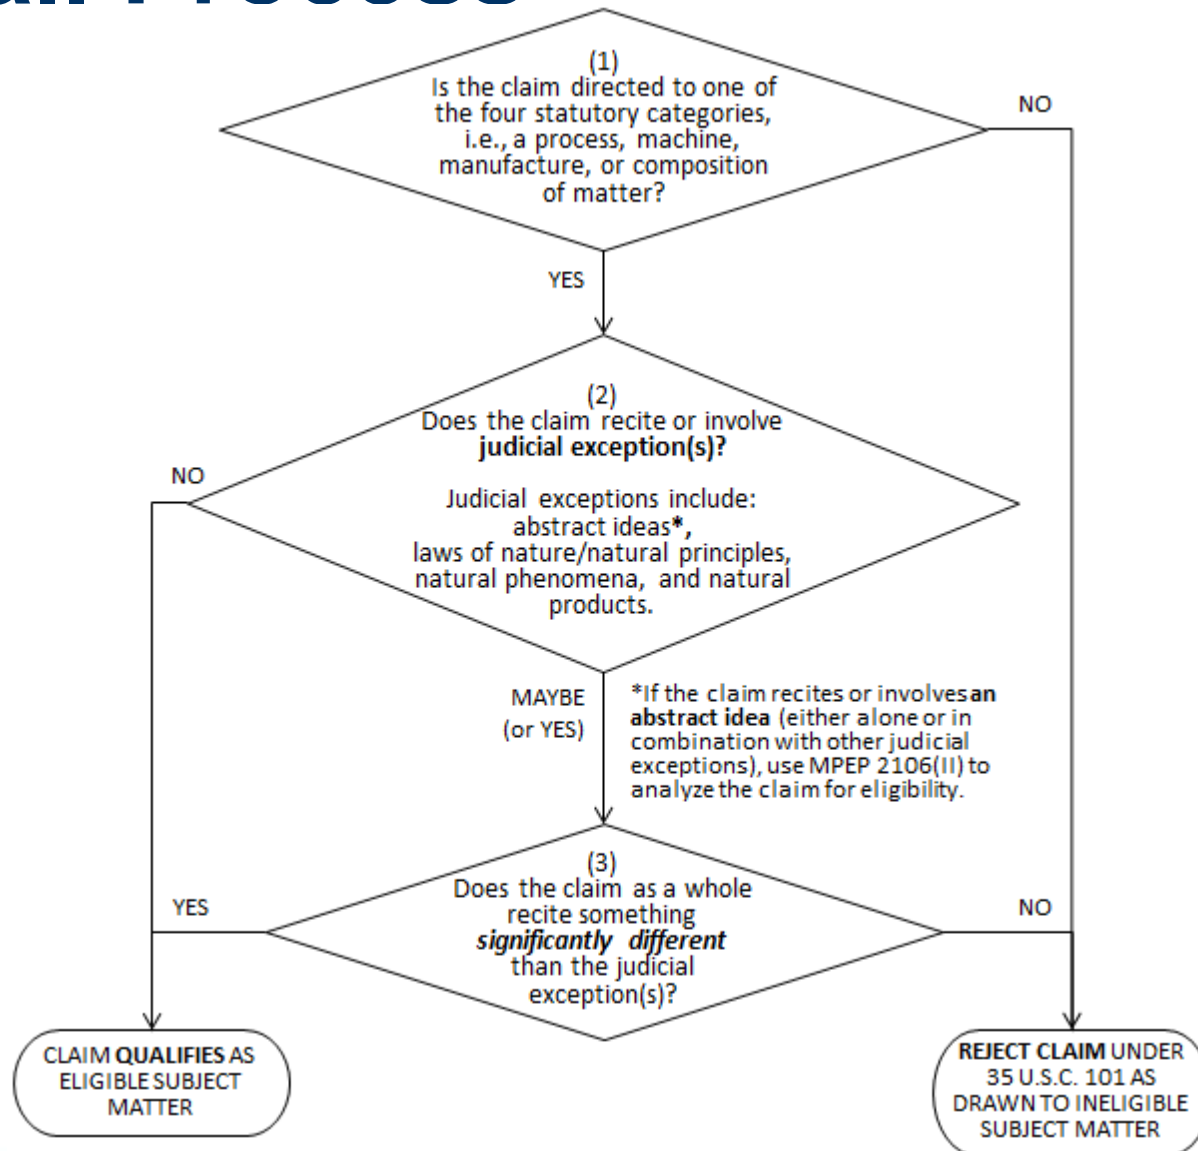 (1)
Is the claim directed to one of
the four statutory categories,
i.e., a process, machine,
manufacture, or composition
of matter?
NO
YES
(2)
Does the claim recite or involve
judicial exception(s)?
NO
Judicial exceptions include:
abstract ideas*,
laws of nature/natural principles,
natural phenomena, and natural
products.
MAYBE
(or YES)
*If the claim recites or involves an
abstract idea (either alone or in
combination with other judicial
exceptions), use MPEP 2106(II) to
analyze the claim for eligibility.
(3)
Does the claim as a whole
recite something
significantly different
than the judicial
exception(s)?
YES
NO
CLAIM QUALIFIES AS
ELIGIBLE SUBJECT
MATTER
REJECT CLAIM UNDER
35 U.S.C. 101 AS
DRAWN TO INELIGIBLE
SUBJECT MATTER